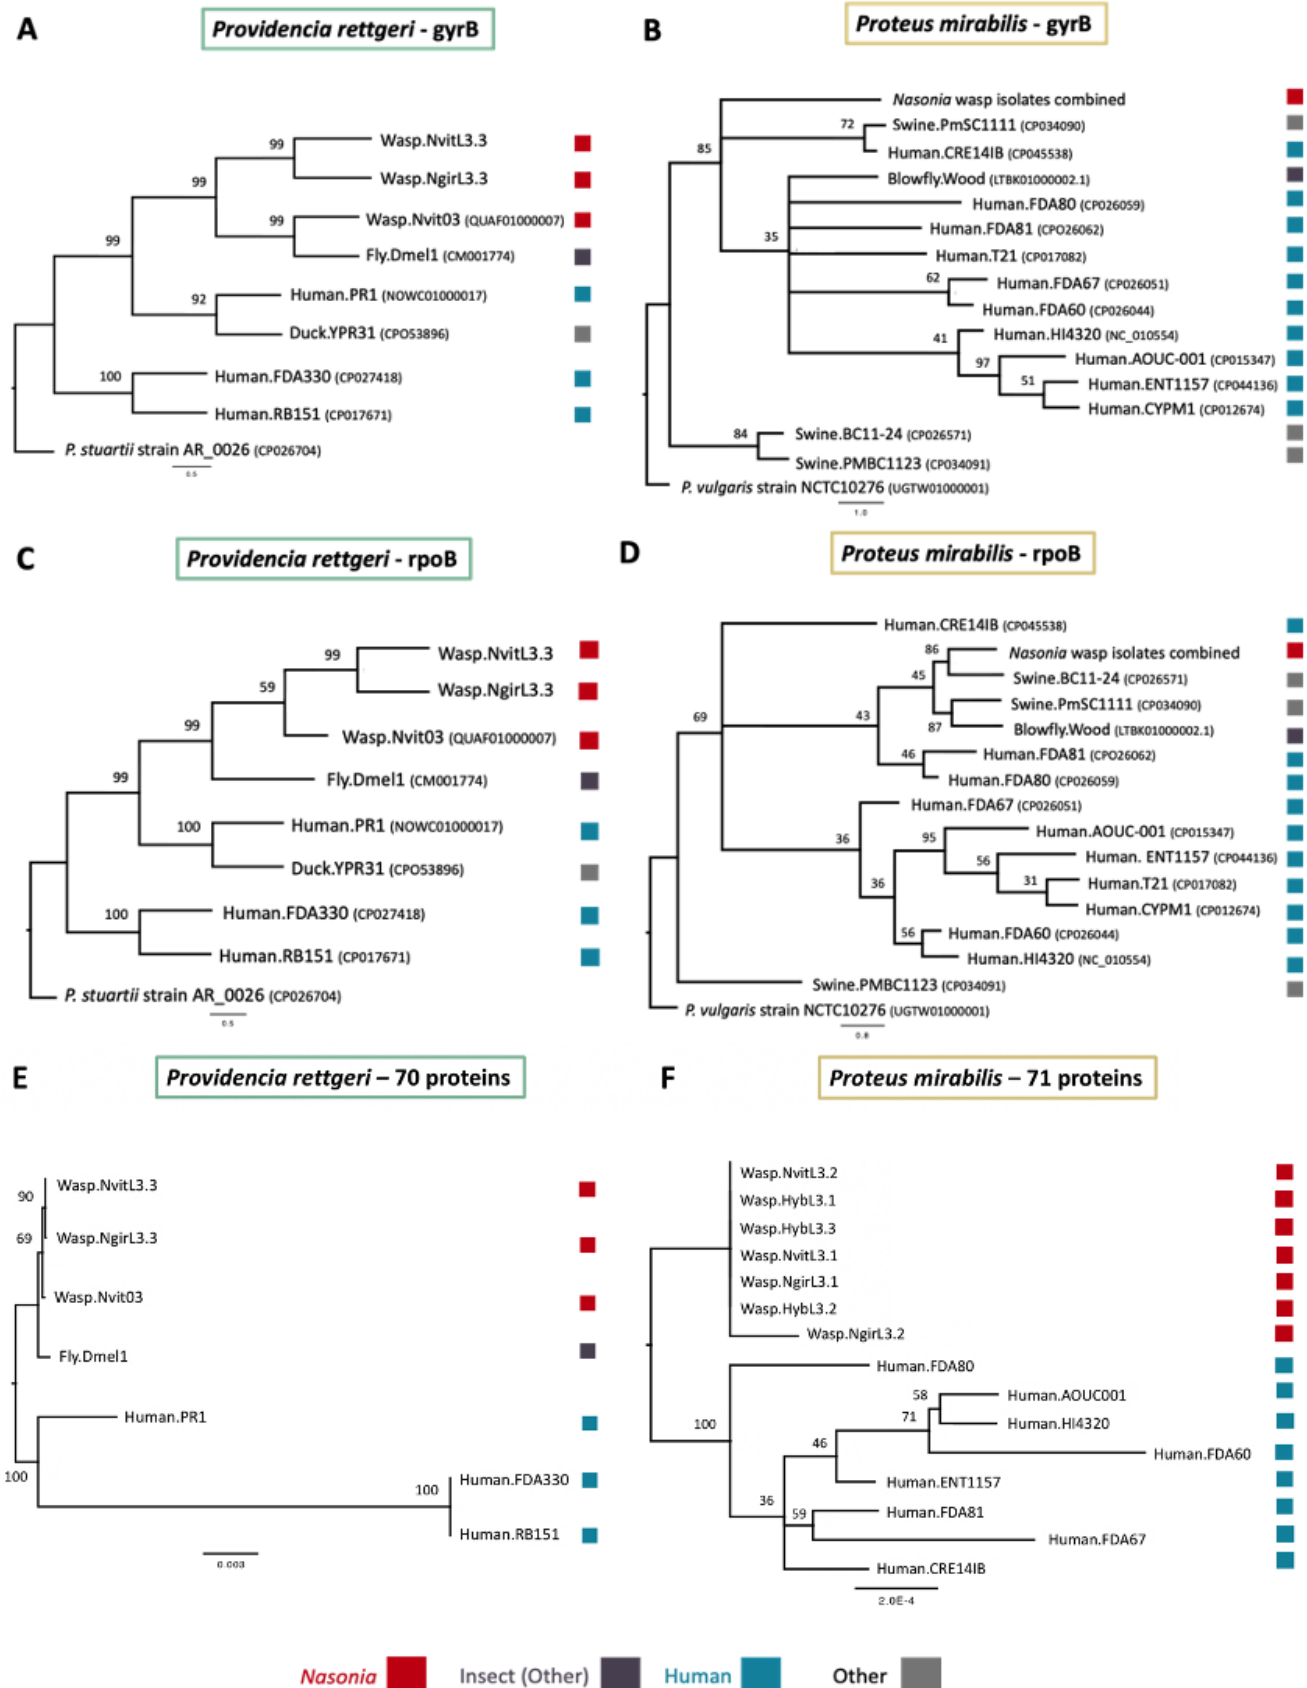 A
Providencia rettgeri - gyrB
99
Wasp.NvitL3.3
Wasp.NgirL3.3
99
99
Wasp.Nvit03 (QUAF01000007)
Fly.Dmel1 (CM001774)
99
92
Human.PR1 (NOWC01000017)
Duck.YPR31 (CPO53896)
100
Human.FDA330 (CP027418)
Human.RB151 (CP017671)
P. stuartii strain AR_0026 (CP026704)
0.5
B
Proteus mirabilis - gyrB
Nasonia wasp isolates combined
72
Swine.PmSC1111 (CP034090)
Human.CRE14IB (CP045538)
85
Blowfly.Wood (LTBK01000002.1)
Human.FDA80 (CP026059)
Human.FDA81 (CPO26062)
35
Human.T21 (CP017082)
62
Human.FDA67 (CP026051)
Human.FDA60 (CP026044)
41
Human.HI4320 (NC_010554)
97
Human.AOUC-001 (CP015347)
51
Human.ENT1157 (CP044136)
Human.CYPM1 (CP012674)
84
Swine.BC11-24 (CP026571)
Swine.PMBC1123 (CP034091)
P. vulgaris strain NCTC10276 (UGTW01000001)
1.0
C
Providencia rettgeri - rpoB
99
Wasp.NvitL3.3
Wasp.NgirL3.3
59
Wasp.Nvit03 (QUAF01000007)
99
Fly.Dmel1 (CM001774)
99
100
Human.PR1 (NOWC01000017)
Duck.YPR31 (CPO53896)
100
Human.FDA330 (CP027418)
Human.RB151 (CP017671)
P. stuartii strain AR_0026 (CP026704)
0.5
D
Proteus mirabilis - rpoB
Human.CRE14IB (CP045538)
86
Nasonia wasp isolates combined
45
Swine.BC11-24 (CP026571)
Swine.PmSC1111 (CP034090)
87
Blowfly.Wood (LTBK01000002.1)
69
43
46
Human.FDA81 (CPO26062)
Human.FDA80 (CP026059)
Human.FDA67 (CP026051)
36
95
Human.AOUC-001 (CP015347)
56
Human. ENT1157 (CP044136)
31
Human.T21 (CP017082)
Human.CYPM1 (CP012674)
36
56
Human.FDA60 (CP026044)
Human.HI4320 (NC_010554)
Swine.PMBC1123 (CP034091)
P. vulgaris strain NCTC10276 (UGTW01000001)
0.8
E
Providencia rettgeri – 70 proteins
90
Wasp.NvitL3.3
69
Wasp.NgirL3.3
Wasp.Nvit03
Fly.Dmel1
Human.PR1
100
100
Human.FDA330
Human.RB151
0.003
F
Proteus mirabilis – 71 proteins
Wasp.NvitL3.2
Wasp.HybL3.1
Wasp.HybL3.3
Wasp.NvitL3.1
Wasp.NgirL3.1
Wasp.HybL3.2
Wasp.NgirL3.2
Human.FDA80
100
58
Human.AOUC001
71
Human.HI4320
46
Human.FDA60
Human.ENT1157
36
59
Human.FDA81
Human.FDA67
Human.CRE14IB
2.0E-4
Nasonia
Insect (Other)
Human
Other